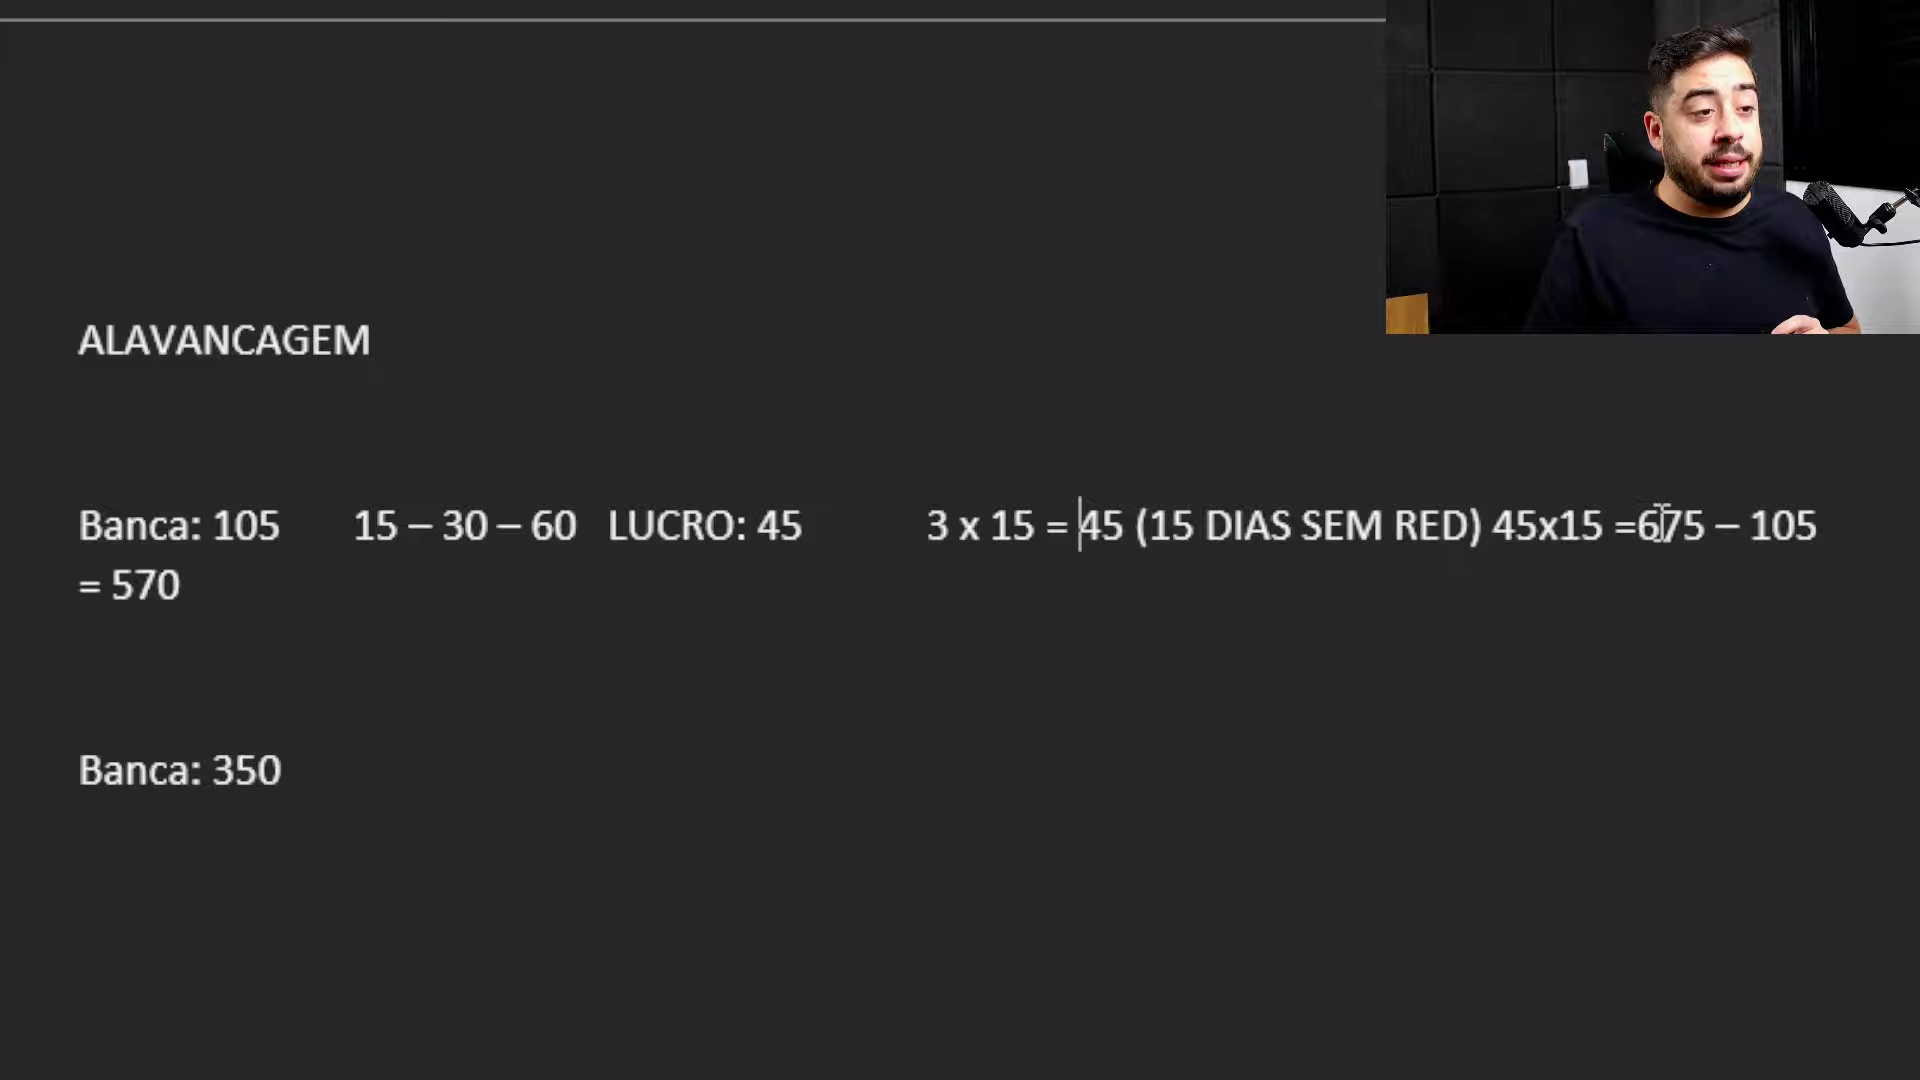 ALAVANCAGEM
Banca: 105 15 – 30 – 60 LUCRO: 45 3 x 15 = 45 (15 DIAS SEM RED) 45x15 =675 – 105
= 570
Banca: 350